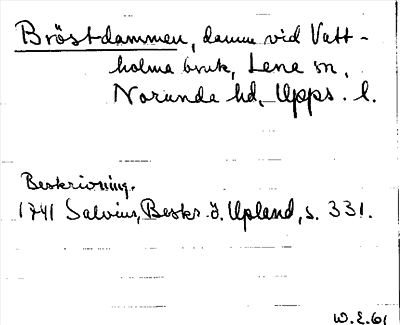 Bröstdammen, damm vid Vatt-
holma bruk, Lena sn,
Norunda hd, Upps. l.
Beskrivning.
1741 Salvius, Beskr. ö. Upland, s. 331.
W.E.61